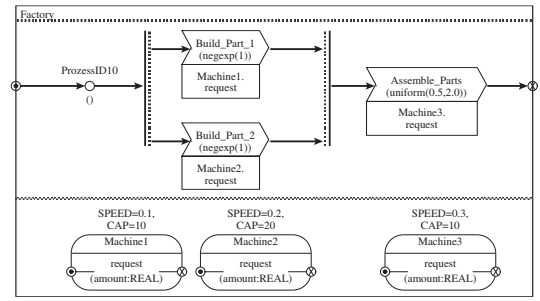 Factory
ProzessID10
()
Build_Part_1
(negexp(1))
Machine1.
request
Build_Part_2
(negexp(1))
Machine2.
request
Assemble_Parts
(uniform(0.5,2.0))
Machine3.
request
SPEED=0.1,
CAP=10
Machine1
request
(amount:REAL)
SPEED=0.2,
CAP=20
Machine2
request
(amount:REAL)
SPEED=0.3,
CAP=10
Machine3
request
(amount:REAL)